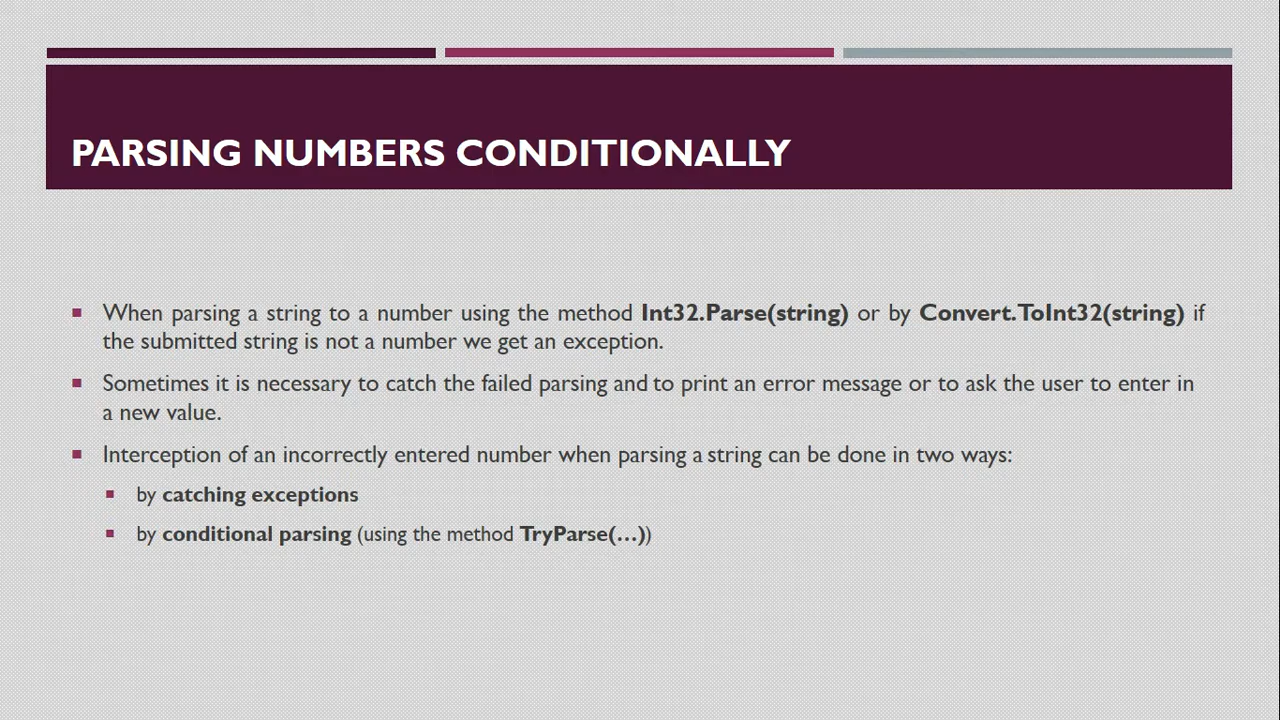 PARSING NUMBERS CONDITIONALLY
When parsing a string to a number using the method Int32.Parse(string) or by Convert.ToInt32(string) if
the submitted string is not a number we get an exception.
Sometimes it is necessary to catch the failed parsing and to print an error message or to ask the user to enter in
a new value.
Interception of an incorrectly entered number when parsing a string can be done in two ways:
by catching exceptions
by conditional parsing (using the method TryParse(…))